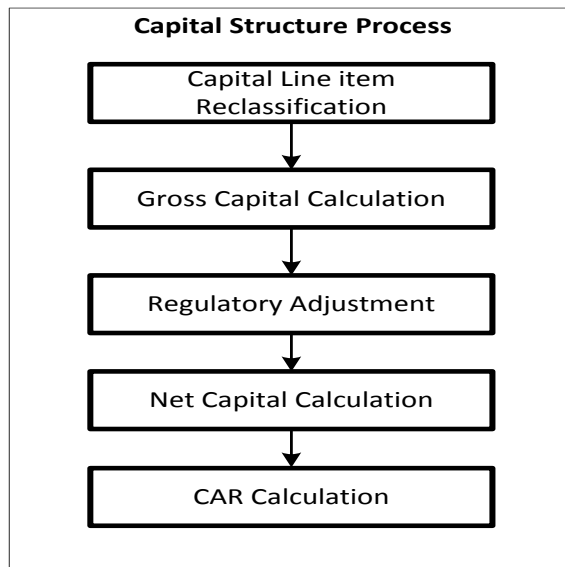 Capital Structure Process
Capital Line item
Reclassification
Gross Capital Calculation
Regulatory Adjustment
Net Capital Calculation
CAR Calculation